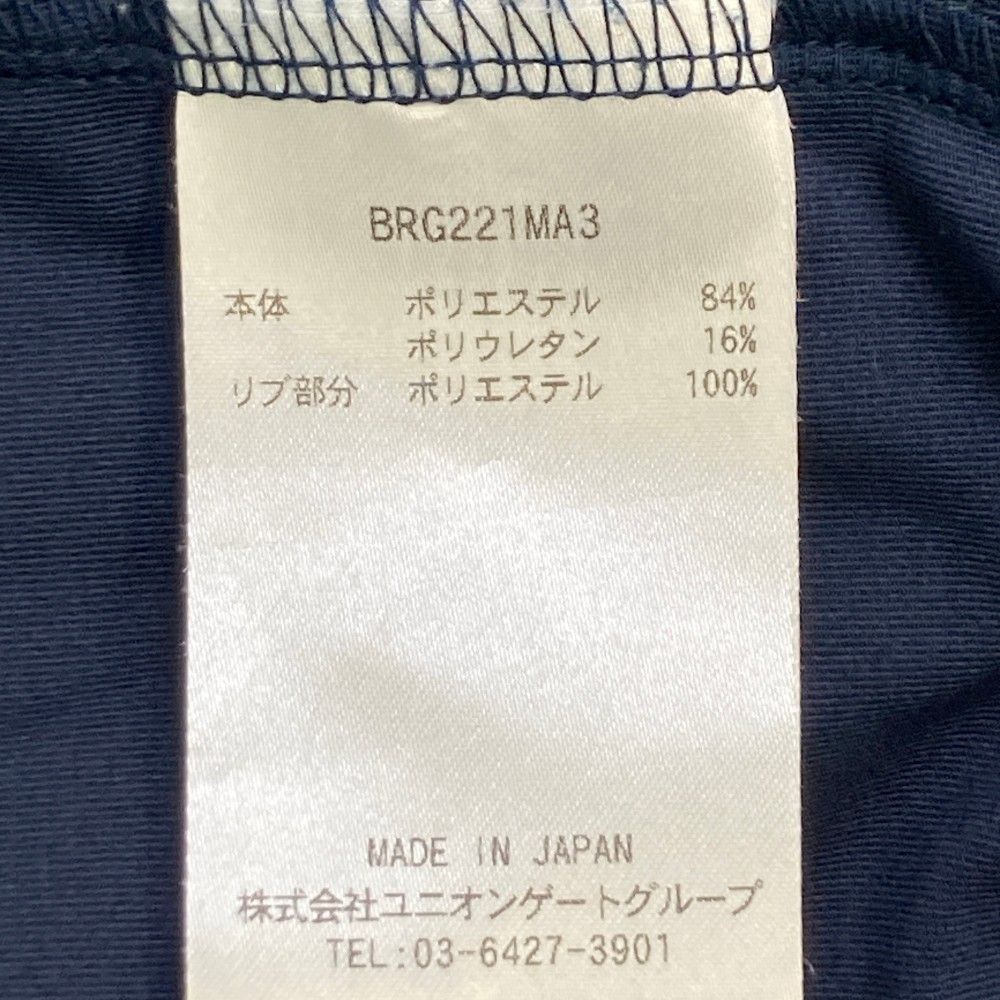 BRG221MA3
本体 ポリエステル 84%
ポリウレタン 16%
リブ部分 ポリエステル 100%
MADE IN JAPAN
株式会社ユニオンゲートグループ
TEL:03-6427-3901